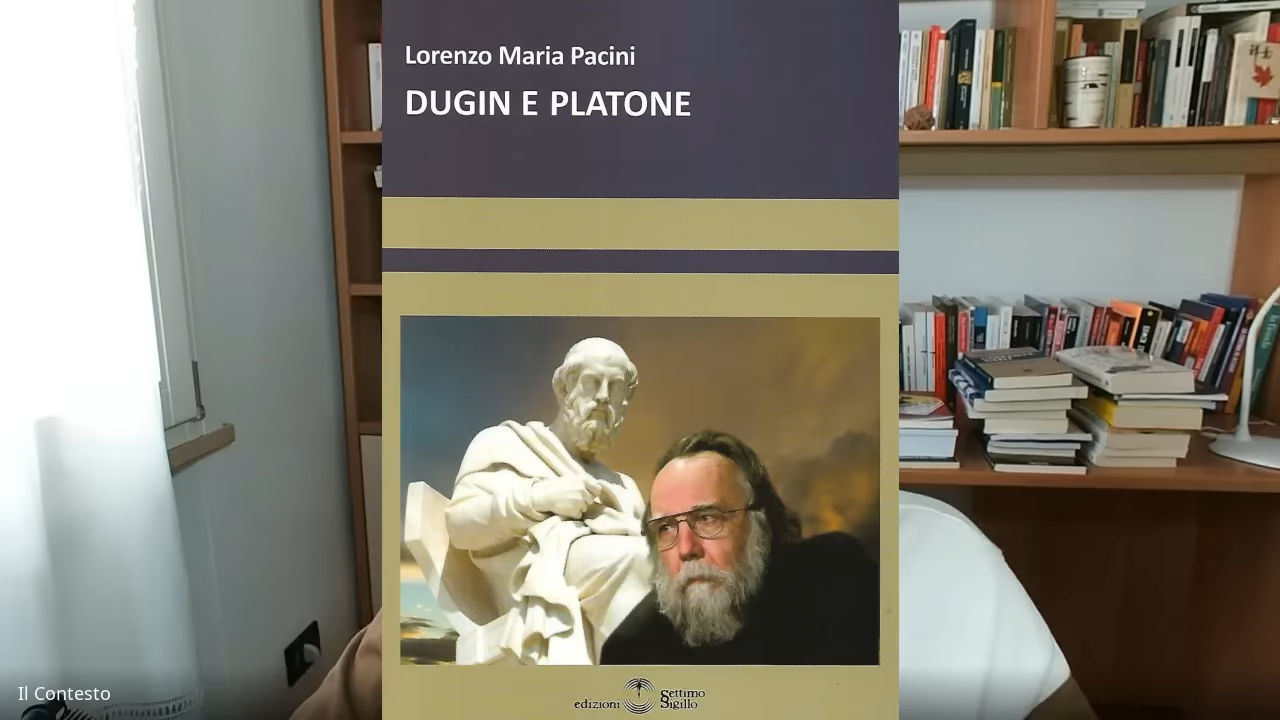 Lorenzo Maria Pacini
DUGIN E PLATONE
edizioni Settimo Sigillo
Il Contesto